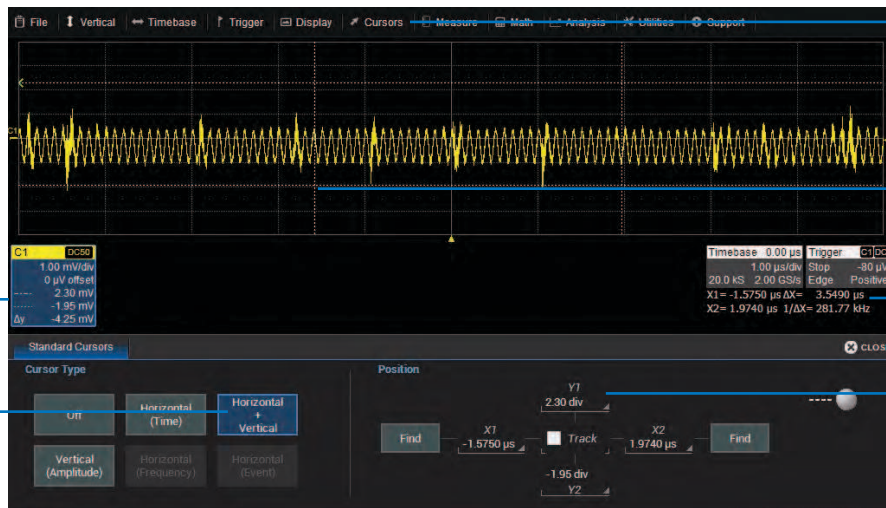 File Vertical Timebase Trigger Display Cursors Measure Math Analysis Utilities Support
C1
C1 DC50
1.00 mV/div
0 µV offset
2.30 mV
-1.95 mV
Δy -4.25 mV
Timebase 0.00 µs
1.00 µs/div
20.0 kS 2.00 GS/s
Trigger C1 DC
Stop -80 µV
Edge Positive
X1= -1.5750 µs ΔX= 3.5490 µs
X2= 1.9740 µs 1/ΔX= 281.77 kHz
Standard Cursors
CLOS
Cursor Type
Off
Horizontal
(Time)
Horizontal
+
Vertical
Vertical
(Amplitude)
Horizontal
(Frequency)
Horizontal
(Event)
Position
Y1
2.30 div
Find
X1
-1.5750 µs
Track
X2
1.9740 µs
Find
-1.95 div
Y2